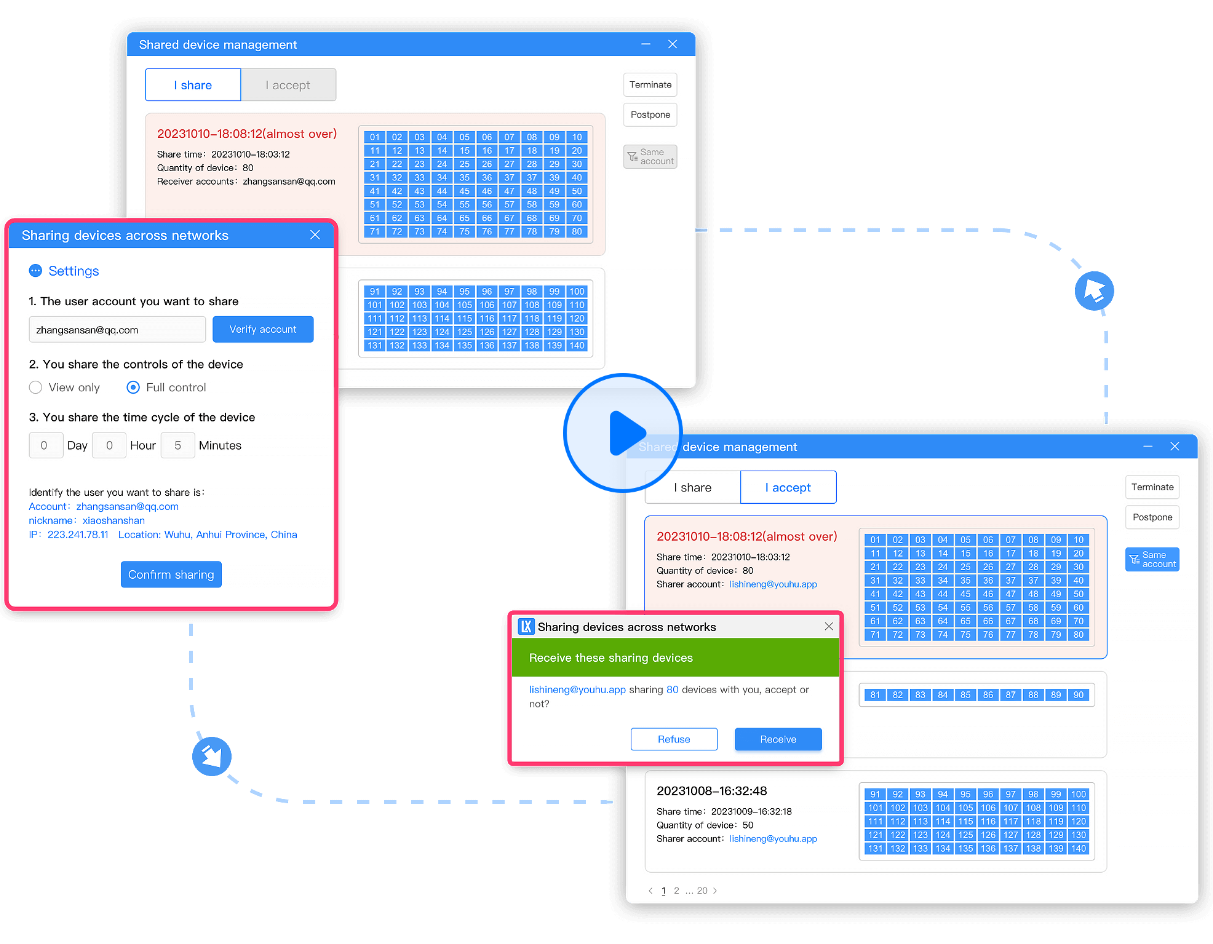 Shared device management
I share
I accept
Terminate
Postpone
Same
account
20231010-18:08:12(almost over)
Share time: 20231010-18:03:12
Quantity of device: 80
Receiver accounts: zhangsansan@qq.com
01 02 03 04 05 06 07 08 09 10
11 12 13 14 15 16 17 18 19 20
21 22 23 24 25 26 27 28 29 30
31 32 33 34 35 36 37 37 39 40
41 42 43 44 45 46 47 48 49 50
51 52 53 54 55 56 57 58 59 60
61 62 63 64 65 66 67 68 69 70
71 72 73 74 75 76 77 78 79 80
91 92 93 94 95 96 97 98 99 100
101 102 103 104 105 106 107 108 109 110
111 112 113 114 115 116 117 118 119 120
121 122 123 124 125 126 127 128 129 130
131 132 133 134 135 136 137 138 139 140
Sharing devices across networks
Settings
1. The user account you want to share
zhangsansan@qq.com
Verify account
2. You share the controls of the device
View only
Full control
3. You share the time cycle of the device
0 Day 0 Hour 5 Minutes
Identify the user you want to share is:
Account: zhangsansan@qq.com
nickname: xiaoshanshan
IP: 223.241.78.11 Location: Wuhu, Anhui Province, China
Confirm sharing
Shared device management
I share
I accept
Terminate
Postpone
Same
account
20231010-18:08:12(almost over)
Share time: 20231010-18:03:12
Quantity of device: 80
Sharer account: lishineng@youhu.app
01 02 03 04 05 06 07 08 09 10
11 12 13 14 15 16 17 18 19 20
21 22 23 24 25 26 27 28 29 30
31 32 33 34 35 36 37 37 39 40
41 42 43 44 45 46 47 48 49 50
51 52 53 54 55 56 57 58 59 60
61 62 63 64 65 66 67 68 69 70
71 72 73 74 75 76 77 78 79 80
Sharing devices across networks
Receive these sharing devices
lishineng@youhu.app sharing 80 devices with you, accept or
not?
Refuse
Receive
81 82 83 84 85 86 87 88 89 90
20231008-16:32:48
Share time: 20231009-16:32:18
Quantity of device: 50
Sharer account: lishineng@youhu.app
91 92 93 94 95 96 97 98 99 100
101 102 103 104 105 106 107 108 109 110
111 112 113 114 115 116 117 118 119 120
121 122 123 124 125 126 127 128 129 130
131 132 133 134 135 136 137 138 139 140
< 1 2 ... 20 >